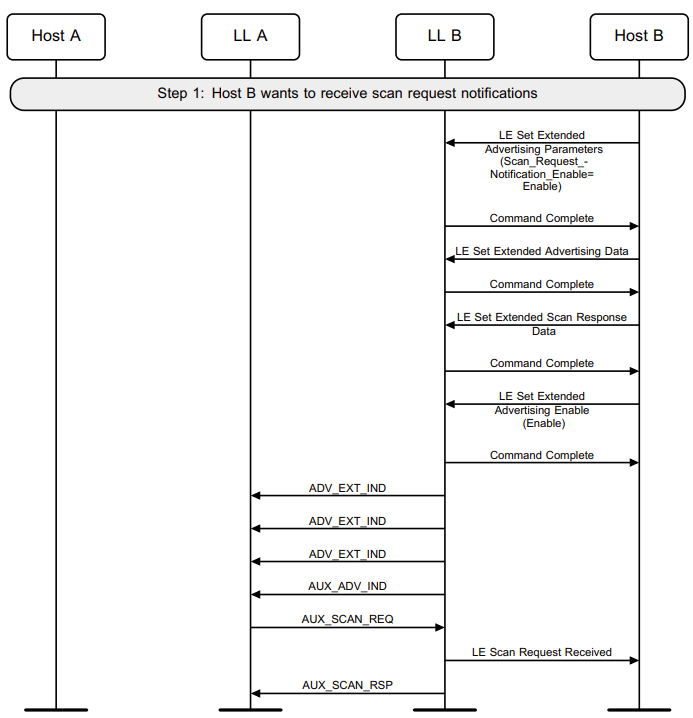 Host A
LL A
LL B
Host B
Step 1: Host B wants to receive scan request notifications
LE Set Extended
Advertising Parameters
(Scan_Request_-
Notification_Enable=
Enable)
Command Complete
LE Set Extended Advertising Data
Command Complete
LE Set Extended Scan Response
Data
Command Complete
LE Set Extended
Advertising Enable
(Enable)
Command Complete
ADV_EXT_IND
ADV_EXT_IND
ADV_EXT_IND
AUX_ADV_IND
AUX_SCAN_REQ
LE Scan Request Received
AUX_SCAN_RSP